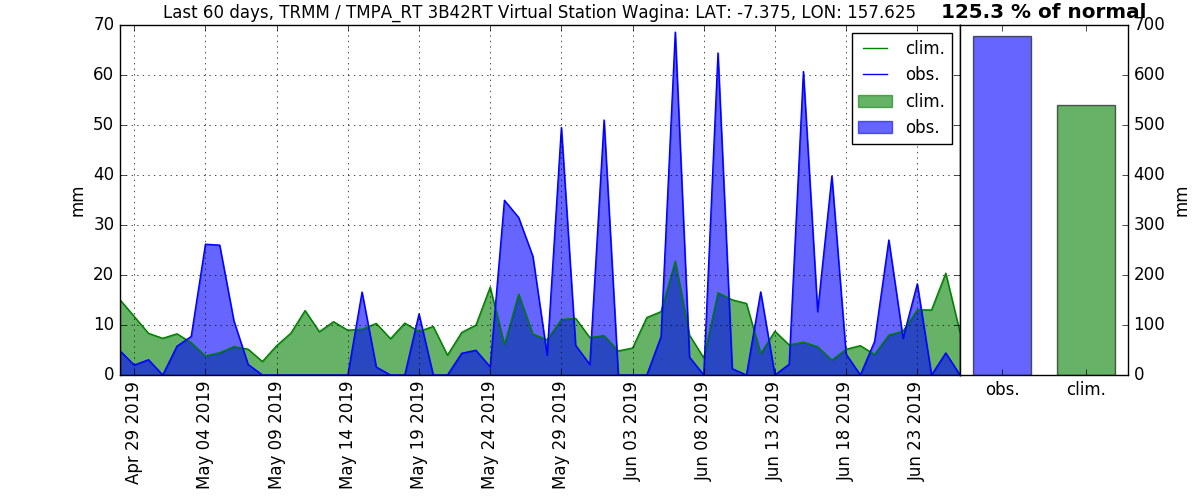 Last 60 days, TRMM / TMPA_RT 3B42RT Virtual Station Wagina: LAT: -7.375, LON: 157.625
125.3 % of normal
70
60
50
40
30
20
10
0
mm
Apr 29 2019
May 04 2019
May 09 2019
May 14 2019
May 19 2019
May 24 2019
May 29 2019
Jun 03 2019
Jun 08 2019
Jun 13 2019
Jun 18 2019
Jun 23 2019
clim.
obs.
clim.
obs.
700
600
500
400
300
200
100
0
mm
obs.
clim.